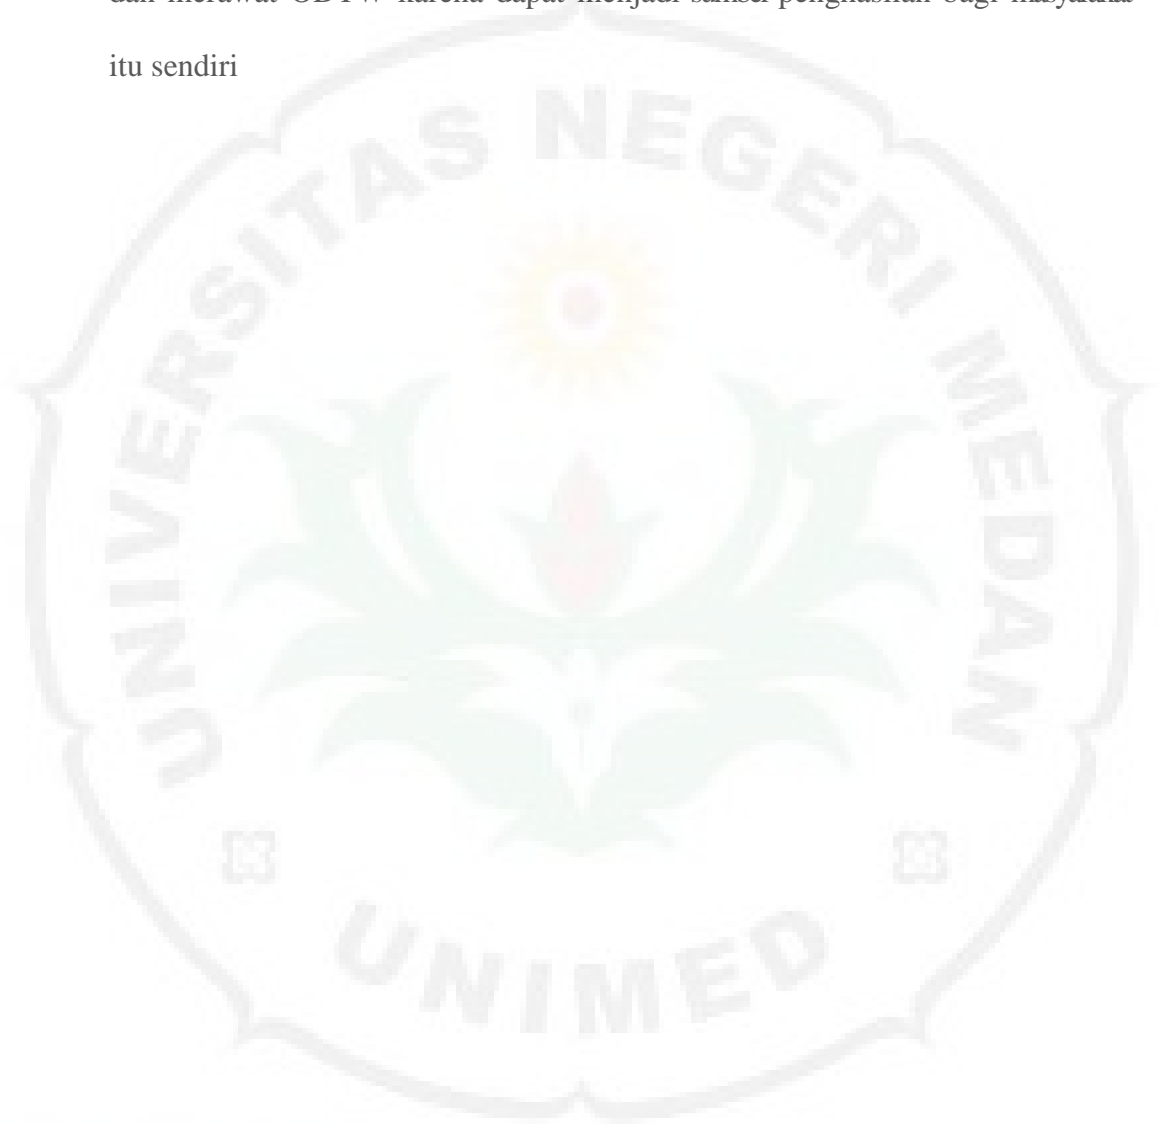 dan merawat ODTW karena dapat menjadi sumber penghasilan bagi masyarakat
itu sendiri
UNIVERSITAS NEGERI MEDAN
UNIMED